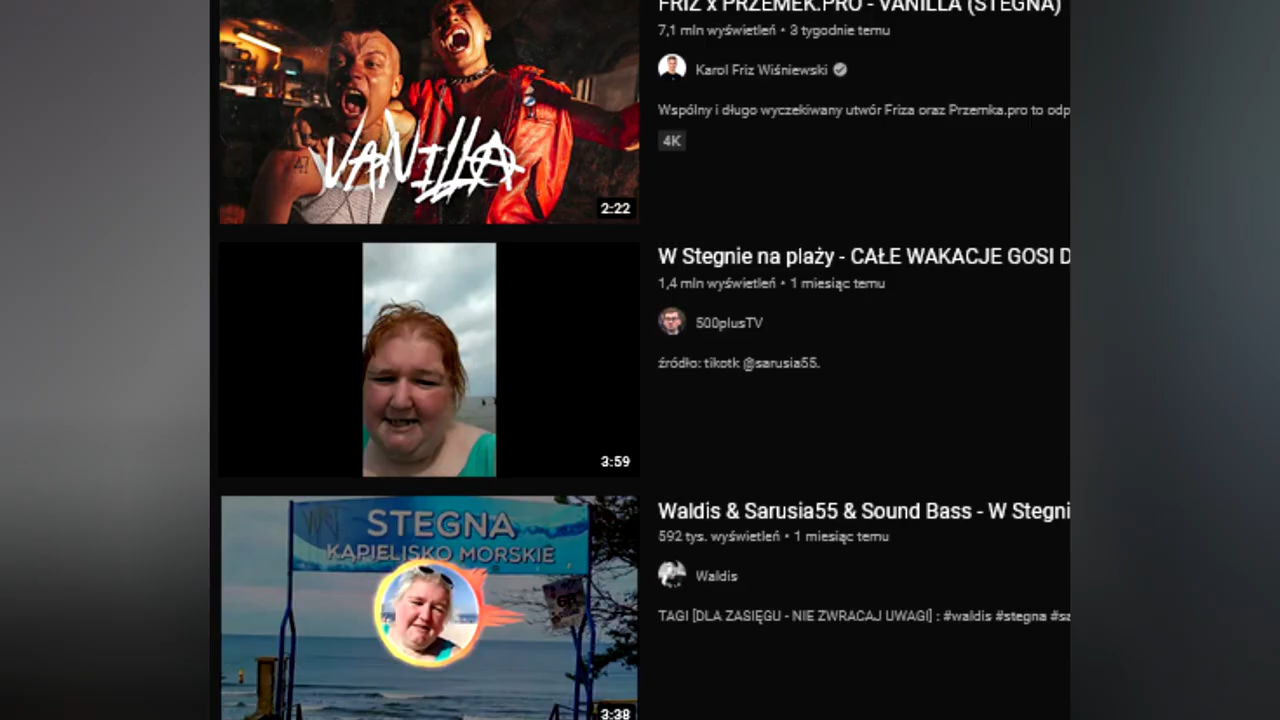 FRIZ x PRZEMEK.PRO - VANILLA (STEGNA)
7,1 mln wyświetleń • 3 tygodnie temu
Karol Friz Wiśniewski
Wspólny i długo wyczekiwany utwór Friza oraz Przemka.pro to odp
4K
47
VANILLA
2:22
W Stegnie na plaży - CAŁE WAKACJE GOSI D
1,4 mln wyświetleń • 1 miesiąc temu
500plusTV
źródło: tikotk @sarusia55.
3:59
STEGNA
KĄPIELISKO MORSKIE
Waldis & Sarusia55 & Sound Bass - W Stegni
592 tys. wyświetleń • 1 miesiąc temu
Waldis
TAGI [DLA ZASIĘGU - NIE ZWRACAJ UWAGI] : #waldis #stegna #sa
3:38